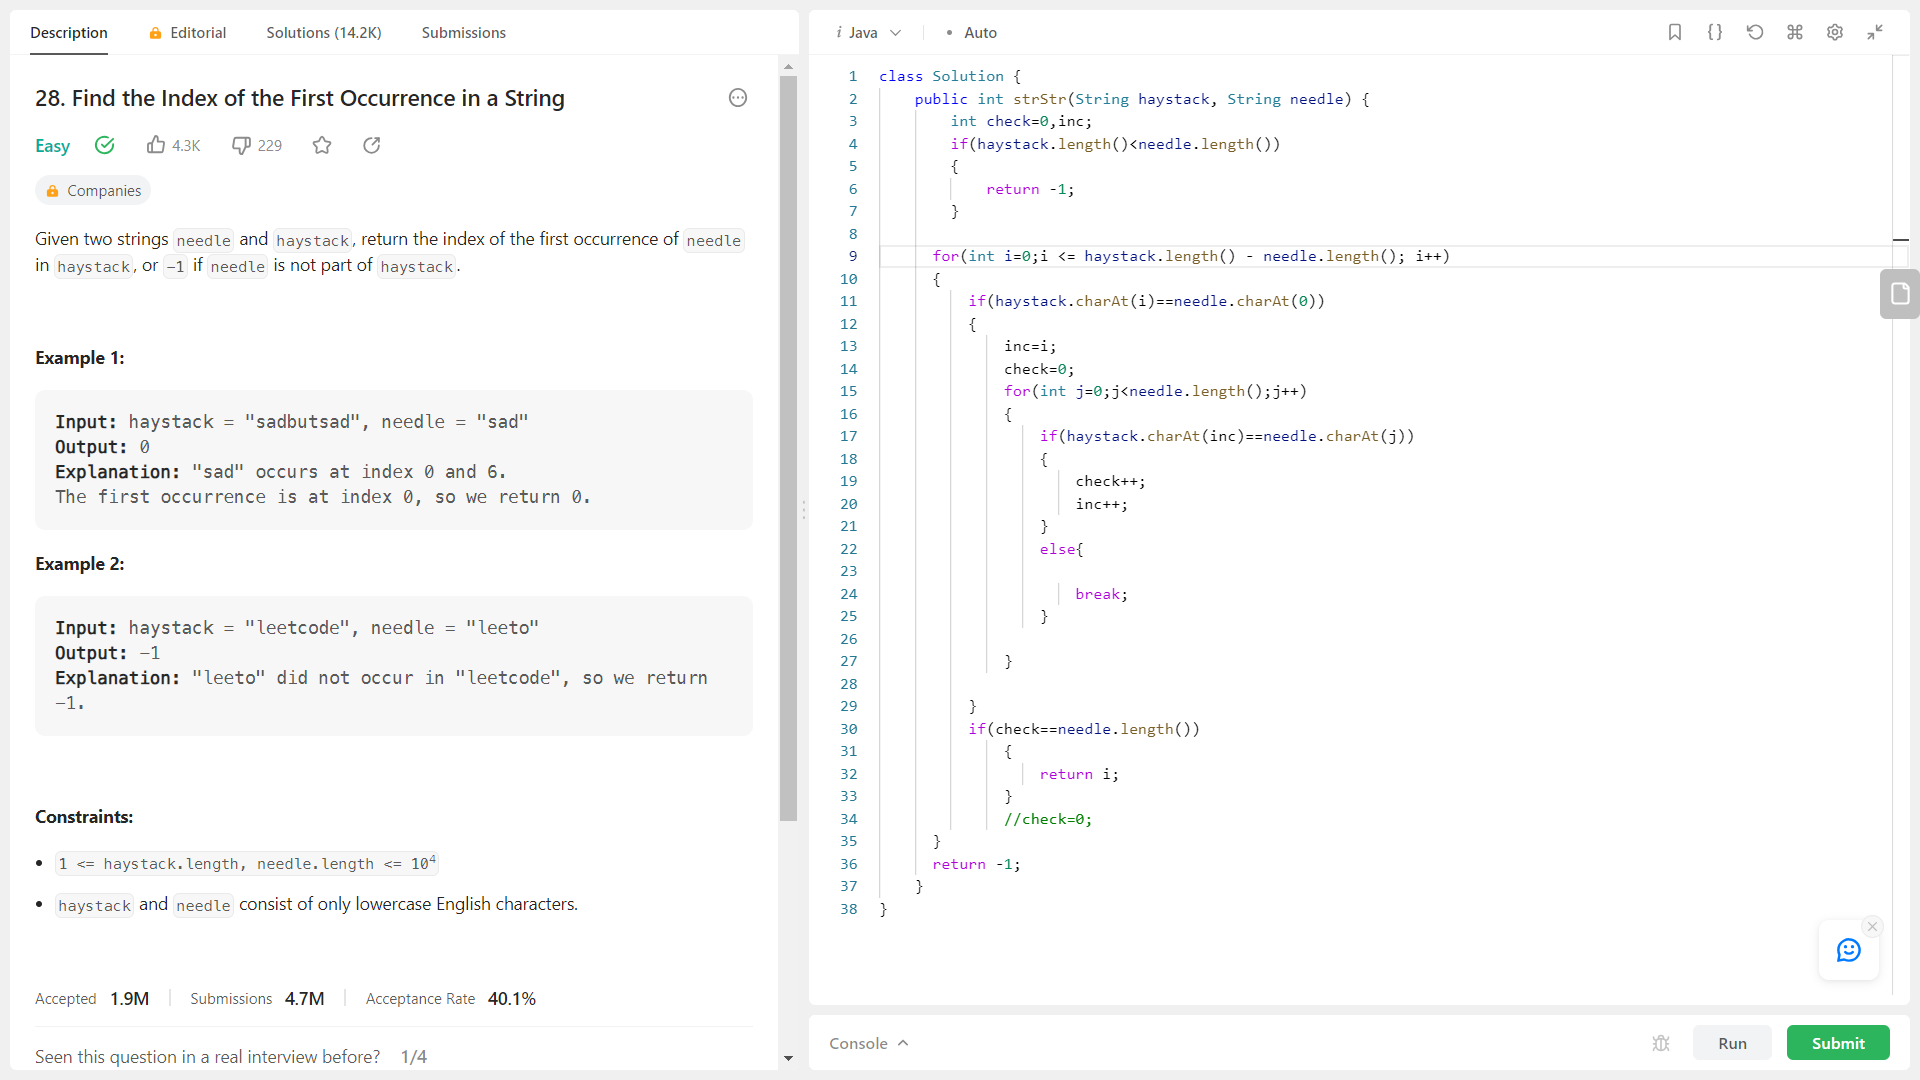 Description Editorial Solutions (14.2K) Submissions
28. Find the Index of the First Occurrence in a String
Easy 4.3K 229
Companies
Given two strings needle and haystack, return the index of the first occurrence of needle
in haystack, or -1 if needle is not part of haystack.
Example 1:
Input: haystack = "sadbutsad", needle = "sad"
Output: 0
Explanation: "sad" occurs at index 0 and 6.
The first occurrence is at index 0, so we return 0.
Example 2:
Input: haystack = "leetcode", needle = "leeto"
Output: -1
Explanation: "leeto" did not occur in "leetcode", so we return
-1.
Constraints:
• 1 <= haystack.length, needle.length <= 10⁴
• haystack and needle consist of only lowercase English characters.
Accepted 1.9M Submissions 4.7M Acceptance Rate 40.1%
Seen this question in a real interview before? 1/4
i Java • Auto
1 class Solution {
2 public int strStr(String haystack, String needle) {
3 int check=0,inc;
4 if(haystack.length()<needle.length())
5 {
6 return -1;
7 }
8
9 for(int i=0;i <= haystack.length() - needle.length(); i++)
10 {
11 if(haystack.charAt(i)==needle.charAt(0))
12 {
13 inc=i;
14 check=0;
15 for(int j=0;j<needle.length();j++)
16 {
17 if(haystack.charAt(inc)==needle.charAt(j))
18 {
19 check++;
20 inc++;
21 }
22 else{
23
24 break;
25 }
26
27 }
28
29 }
30 if(check==needle.length())
31 {
32 return i;
33 }
34 //check=0;
35 }
36 return -1;
37 }
38 }
Console Run Submit